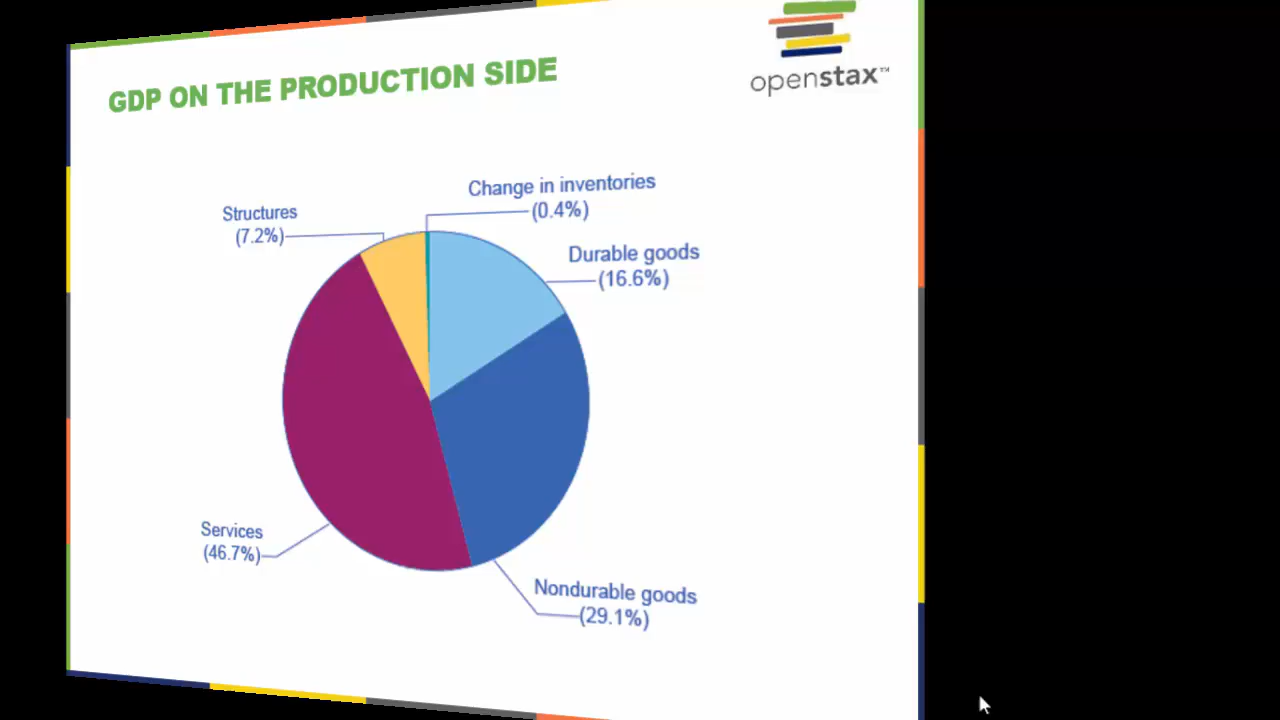 openstax™
GDP ON THE PRODUCTION SIDE
Change in inventories
(0.4%)
Structures
(7.2%)
Durable goods
(16.6%)
Services
(46.7%)
Nondurable goods
(29.1%)